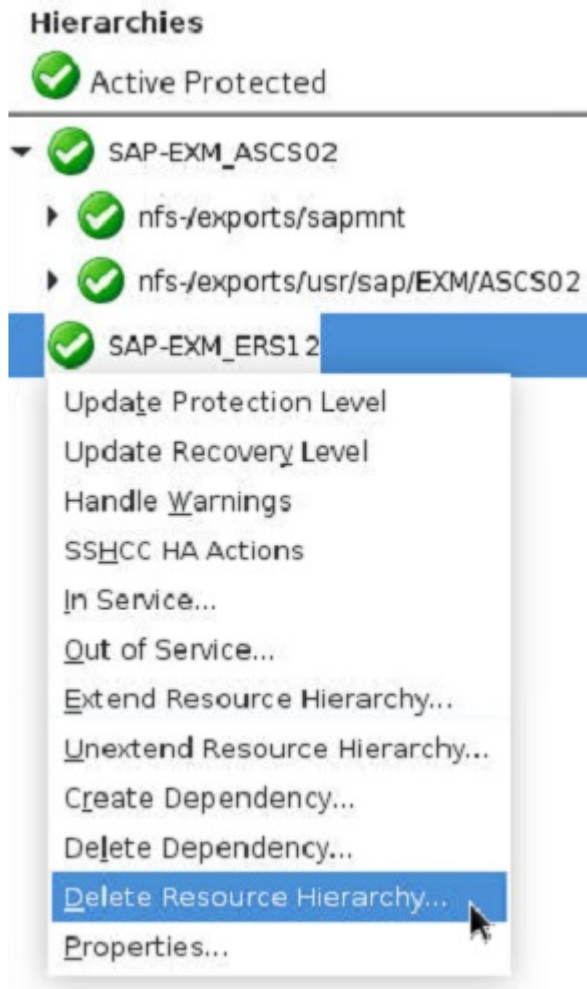 Hierarchies
Active Protected
SAP-EXM_ASCS02
nfs-/exports/sapmnt
nfs-/exports/usr/sap/EXM/ASCS02
SAP-EXM_ERS12
Update Protection Level
Update Recovery Level
Handle Warnings
SSHCC HA Actions
In Service...
Out of Service...
Extend Resource Hierarchy...
Unextend Resource Hierarchy...
Create Dependency...
Delete Dependency...
Delete Resource Hierarchy...
Properties...